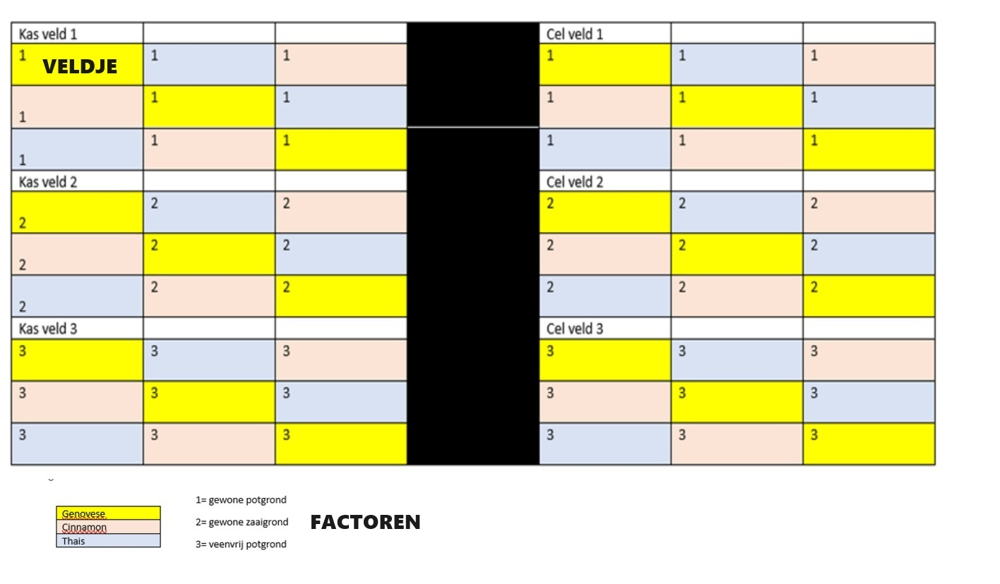 Kas veld 1 Cel veld 1
1 VELDJE 1 1 1 1 1
1 1 1 1 1 1
1 1 1 1 1 1
Kas veld 2 Cel veld 2
2 2 2 2 2 2
2 2 2 2 2 2
2 2 2 2 2 2
Kas veld 3 Cel veld 3
3 3 3 3 3 3
3 3 3 3 3 3
3 3 3 3 3 3
Genovese
Cinnamon
Thais
1= gewone potgrond
2= gewone zaaigrond
3= veenvrij potgrond
FACTOREN